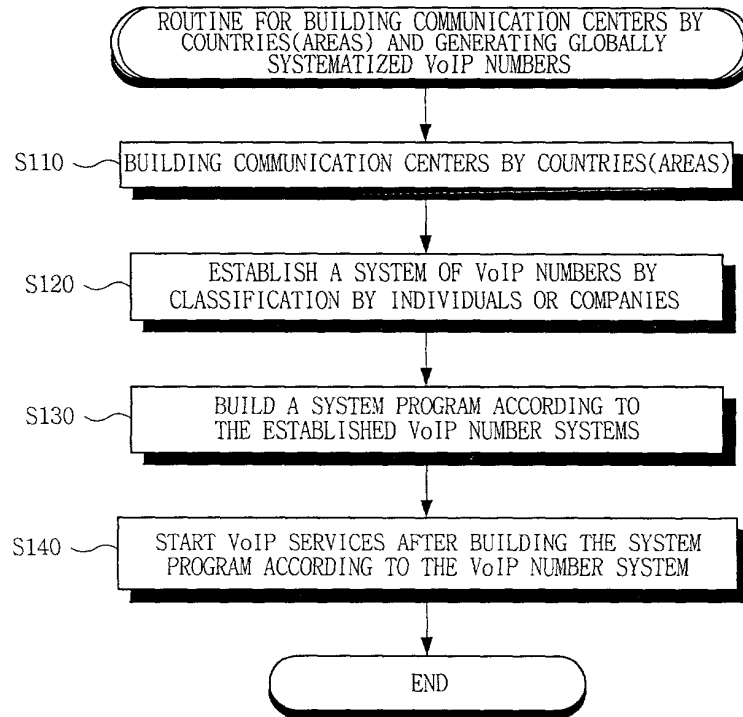 ROUTINE FOR BUILDING COMMUNICATION CENTERS BY
COUNTRIES(AREAS) AND GENERATING GLOBALLY
SYSTEMATIZED VoIP NUMBERS
S110
BUILDING COMMUNICATION CENTERS BY COUNTRIES(AREAS)
S120
ESTABLISH A SYSTEM OF VoIP NUMBERS BY
CLASSIFICATION BY INDIVIDUALS OR COMPANIES
S130
BUILD A SYSTEM PROGRAM ACCORDING TO
THE ESTABLISHED VoIP NUMBER SYSTEMS
S140
START VoIP SERVICES AFTER BUILDING THE SYSTEM
PROGRAM ACCORDING TO THE VoIP NUMBER SYSTEM
END